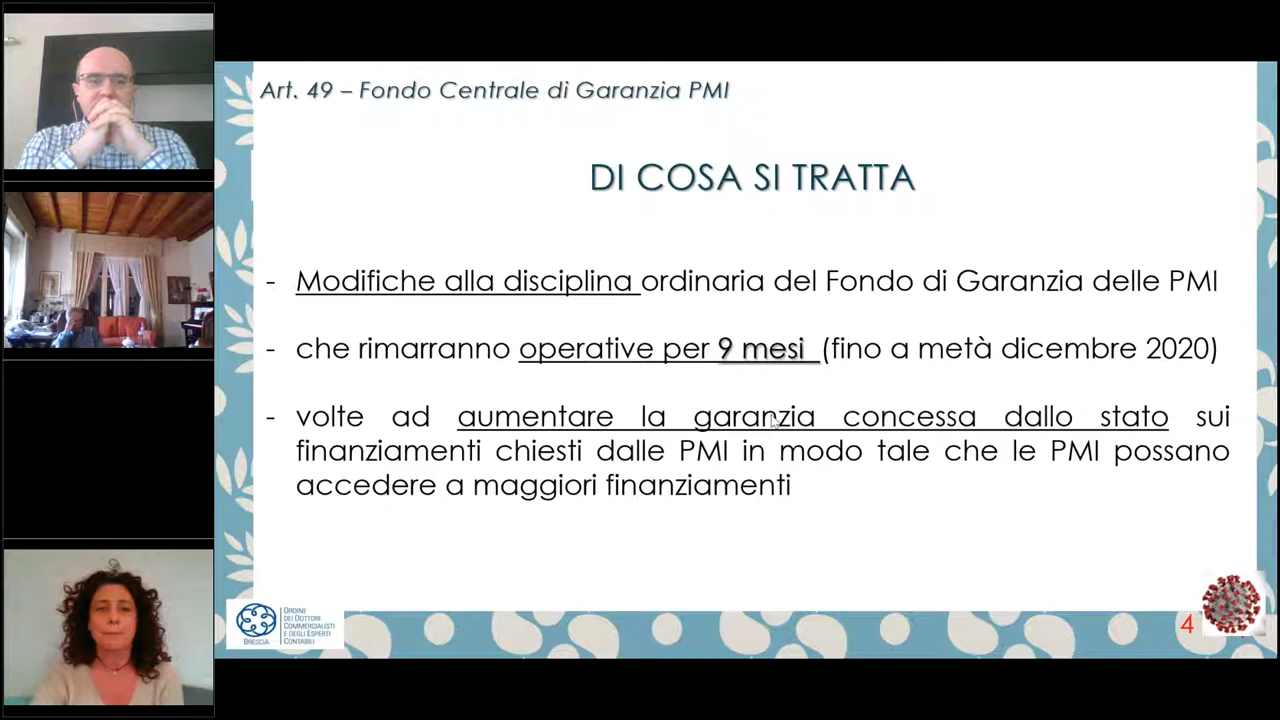 Art. 49 – Fondo Centrale di Garanzia PMI
DI COSA SI TRATTA
- Modifiche alla disciplina ordinaria del Fondo di Garanzia delle PMI
- che rimarranno operative per 9 mesi (fino a metà dicembre 2020)
- volte ad aumentare la garanzia concessa dallo stato sui
finanziamenti chiesti dalle PMI in modo tale che le PMI possano
accedere a maggiori finanziamenti
ORDINE
DEI DOTTORI
COMMERCIALISTI
E DEGLI ESPERTI
CONTABILI
BRESCIA
4